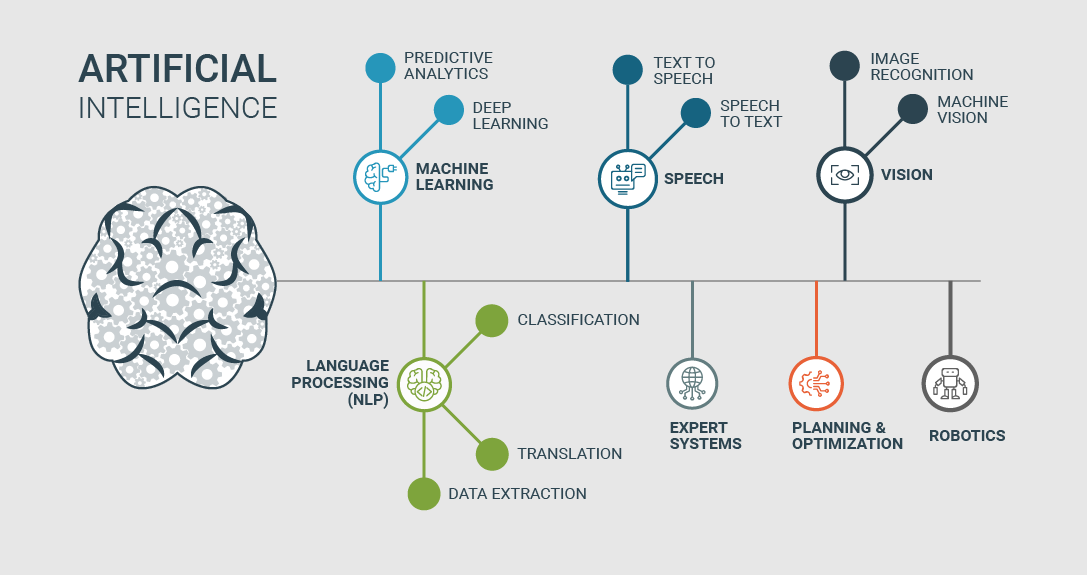 ARTIFICIAL
INTELLIGENCE
PREDICTIVE
ANALYTICS
DEEP
LEARNING
MACHINE
LEARNING
TEXT TO
SPEECH
SPEECH
TO TEXT
SPEECH
IMAGE
RECOGNITION
MACHINE
VISION
VISION
CLASSIFICATION
LANGUAGE
PROCESSING
(NLP)
TRANSLATION
DATA EXTRACTION
EXPERT
SYSTEMS
PLANNING &
OPTIMIZATION
ROBOTICS